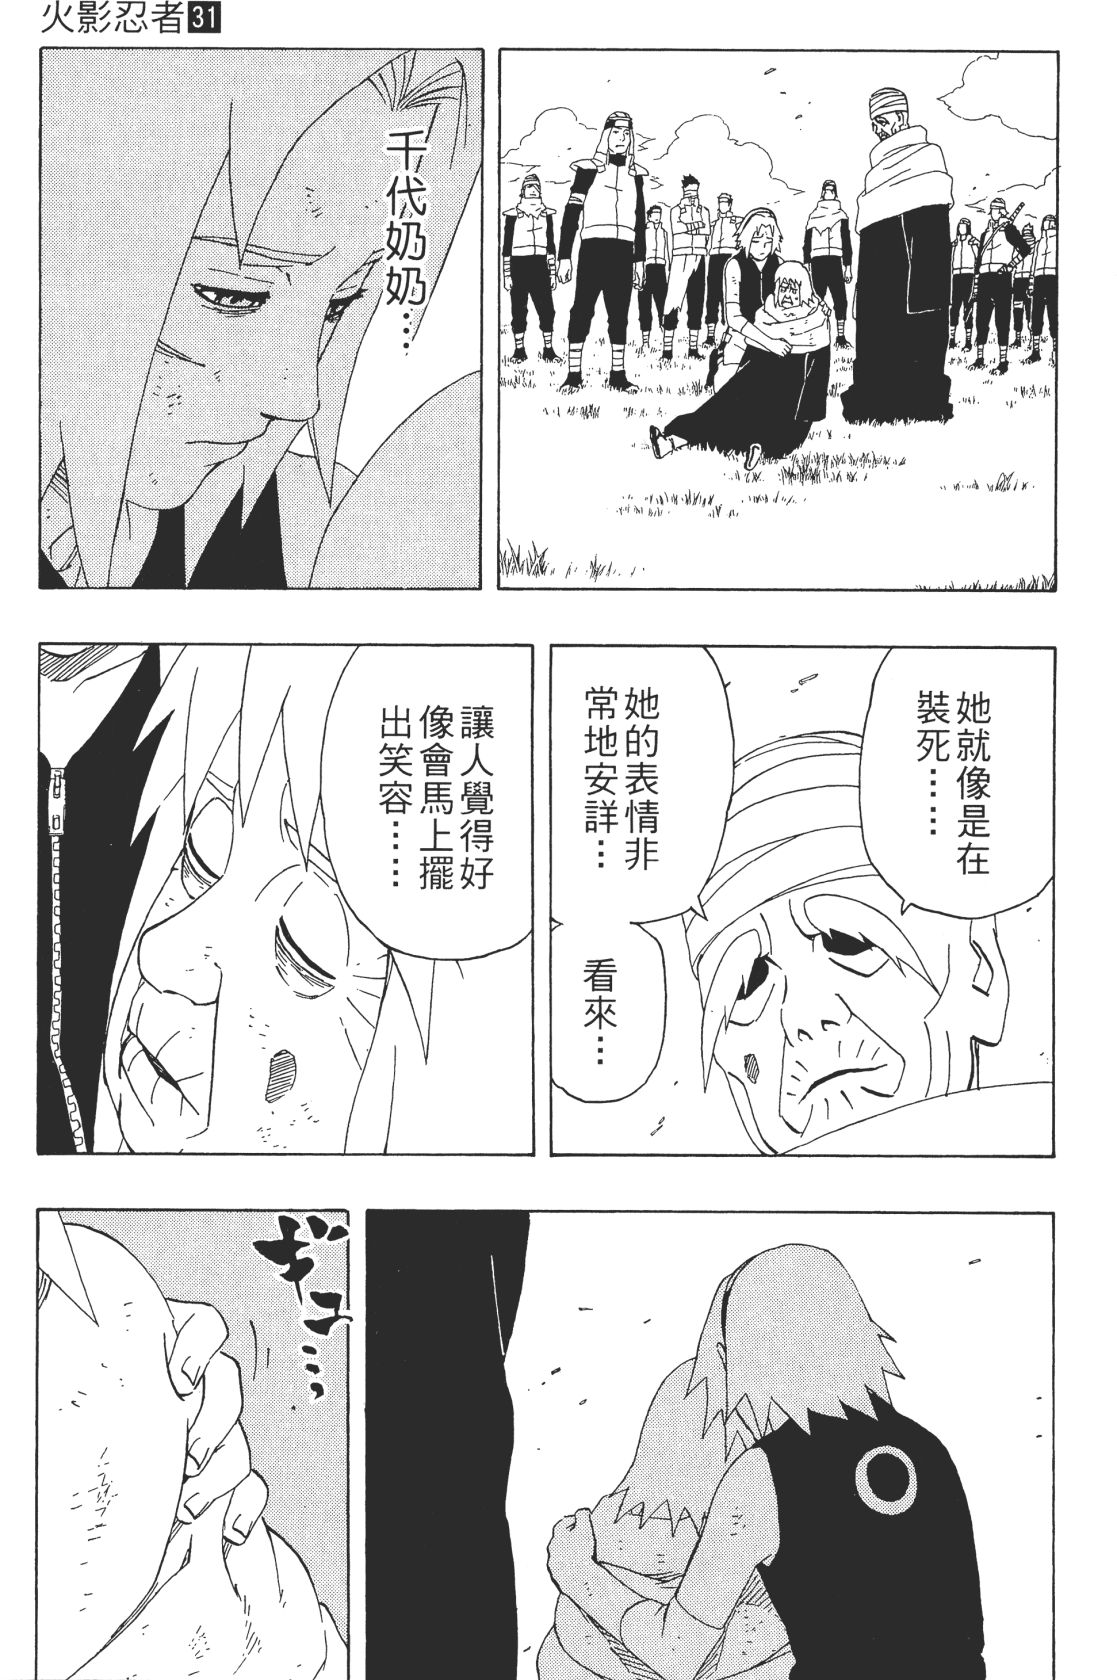 火影忍者31
千代奶奶…
她就像是在
裝死……
她的表情非
常地安詳…
看來…
讓人覺得好
像會馬上擺
出笑容……
ギュ…